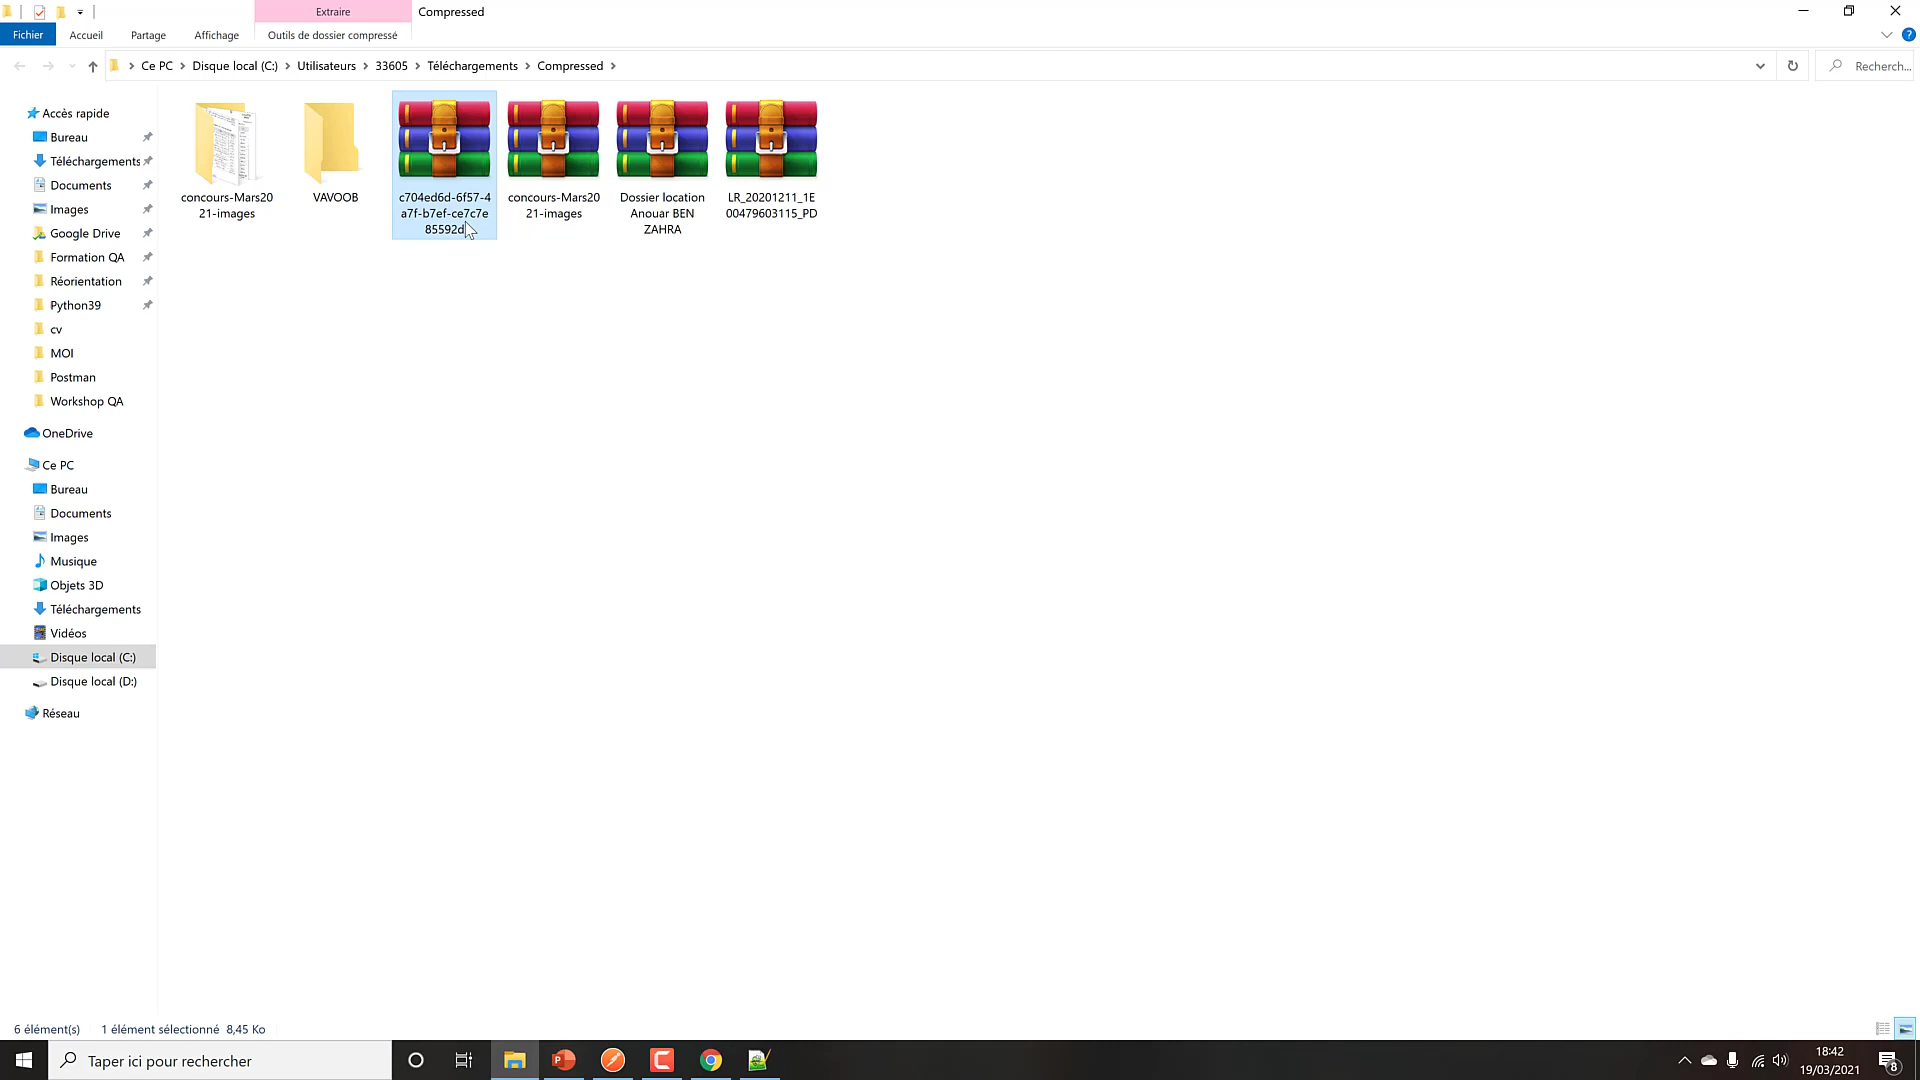 Extraire
Compressed
Fichier
Accueil
Partage
Affichage
Outils de dossier compressé
Ce PC
Disque local (C:)
Utilisateurs
33605
Téléchargements
Compressed
Recherch...
Accès rapide
Bureau
Téléchargements
Documents
Images
Google Drive
Formation QA
Réorientation
Python39
cv
MOI
Postman
Workshop QA
OneDrive
Ce PC
Bureau
Documents
Images
Musique
Objets 3D
Téléchargements
Vidéos
Disque local (C:)
Disque local (D:)
Réseau
concours-Mars20
21-images
VAVOOB
c704ed6d-6f57-4
a7f-b7ef-ce7c7e
85592d
concours-Mars20
21-images
Dossier location
Anouar BEN
ZAHRA
LR_20201211_1E
00479603115_PD
6 élément(s)
1 élément sélectionné 8,45 Ko
Taper ici pour rechercher
18:42
19/03/2021
8